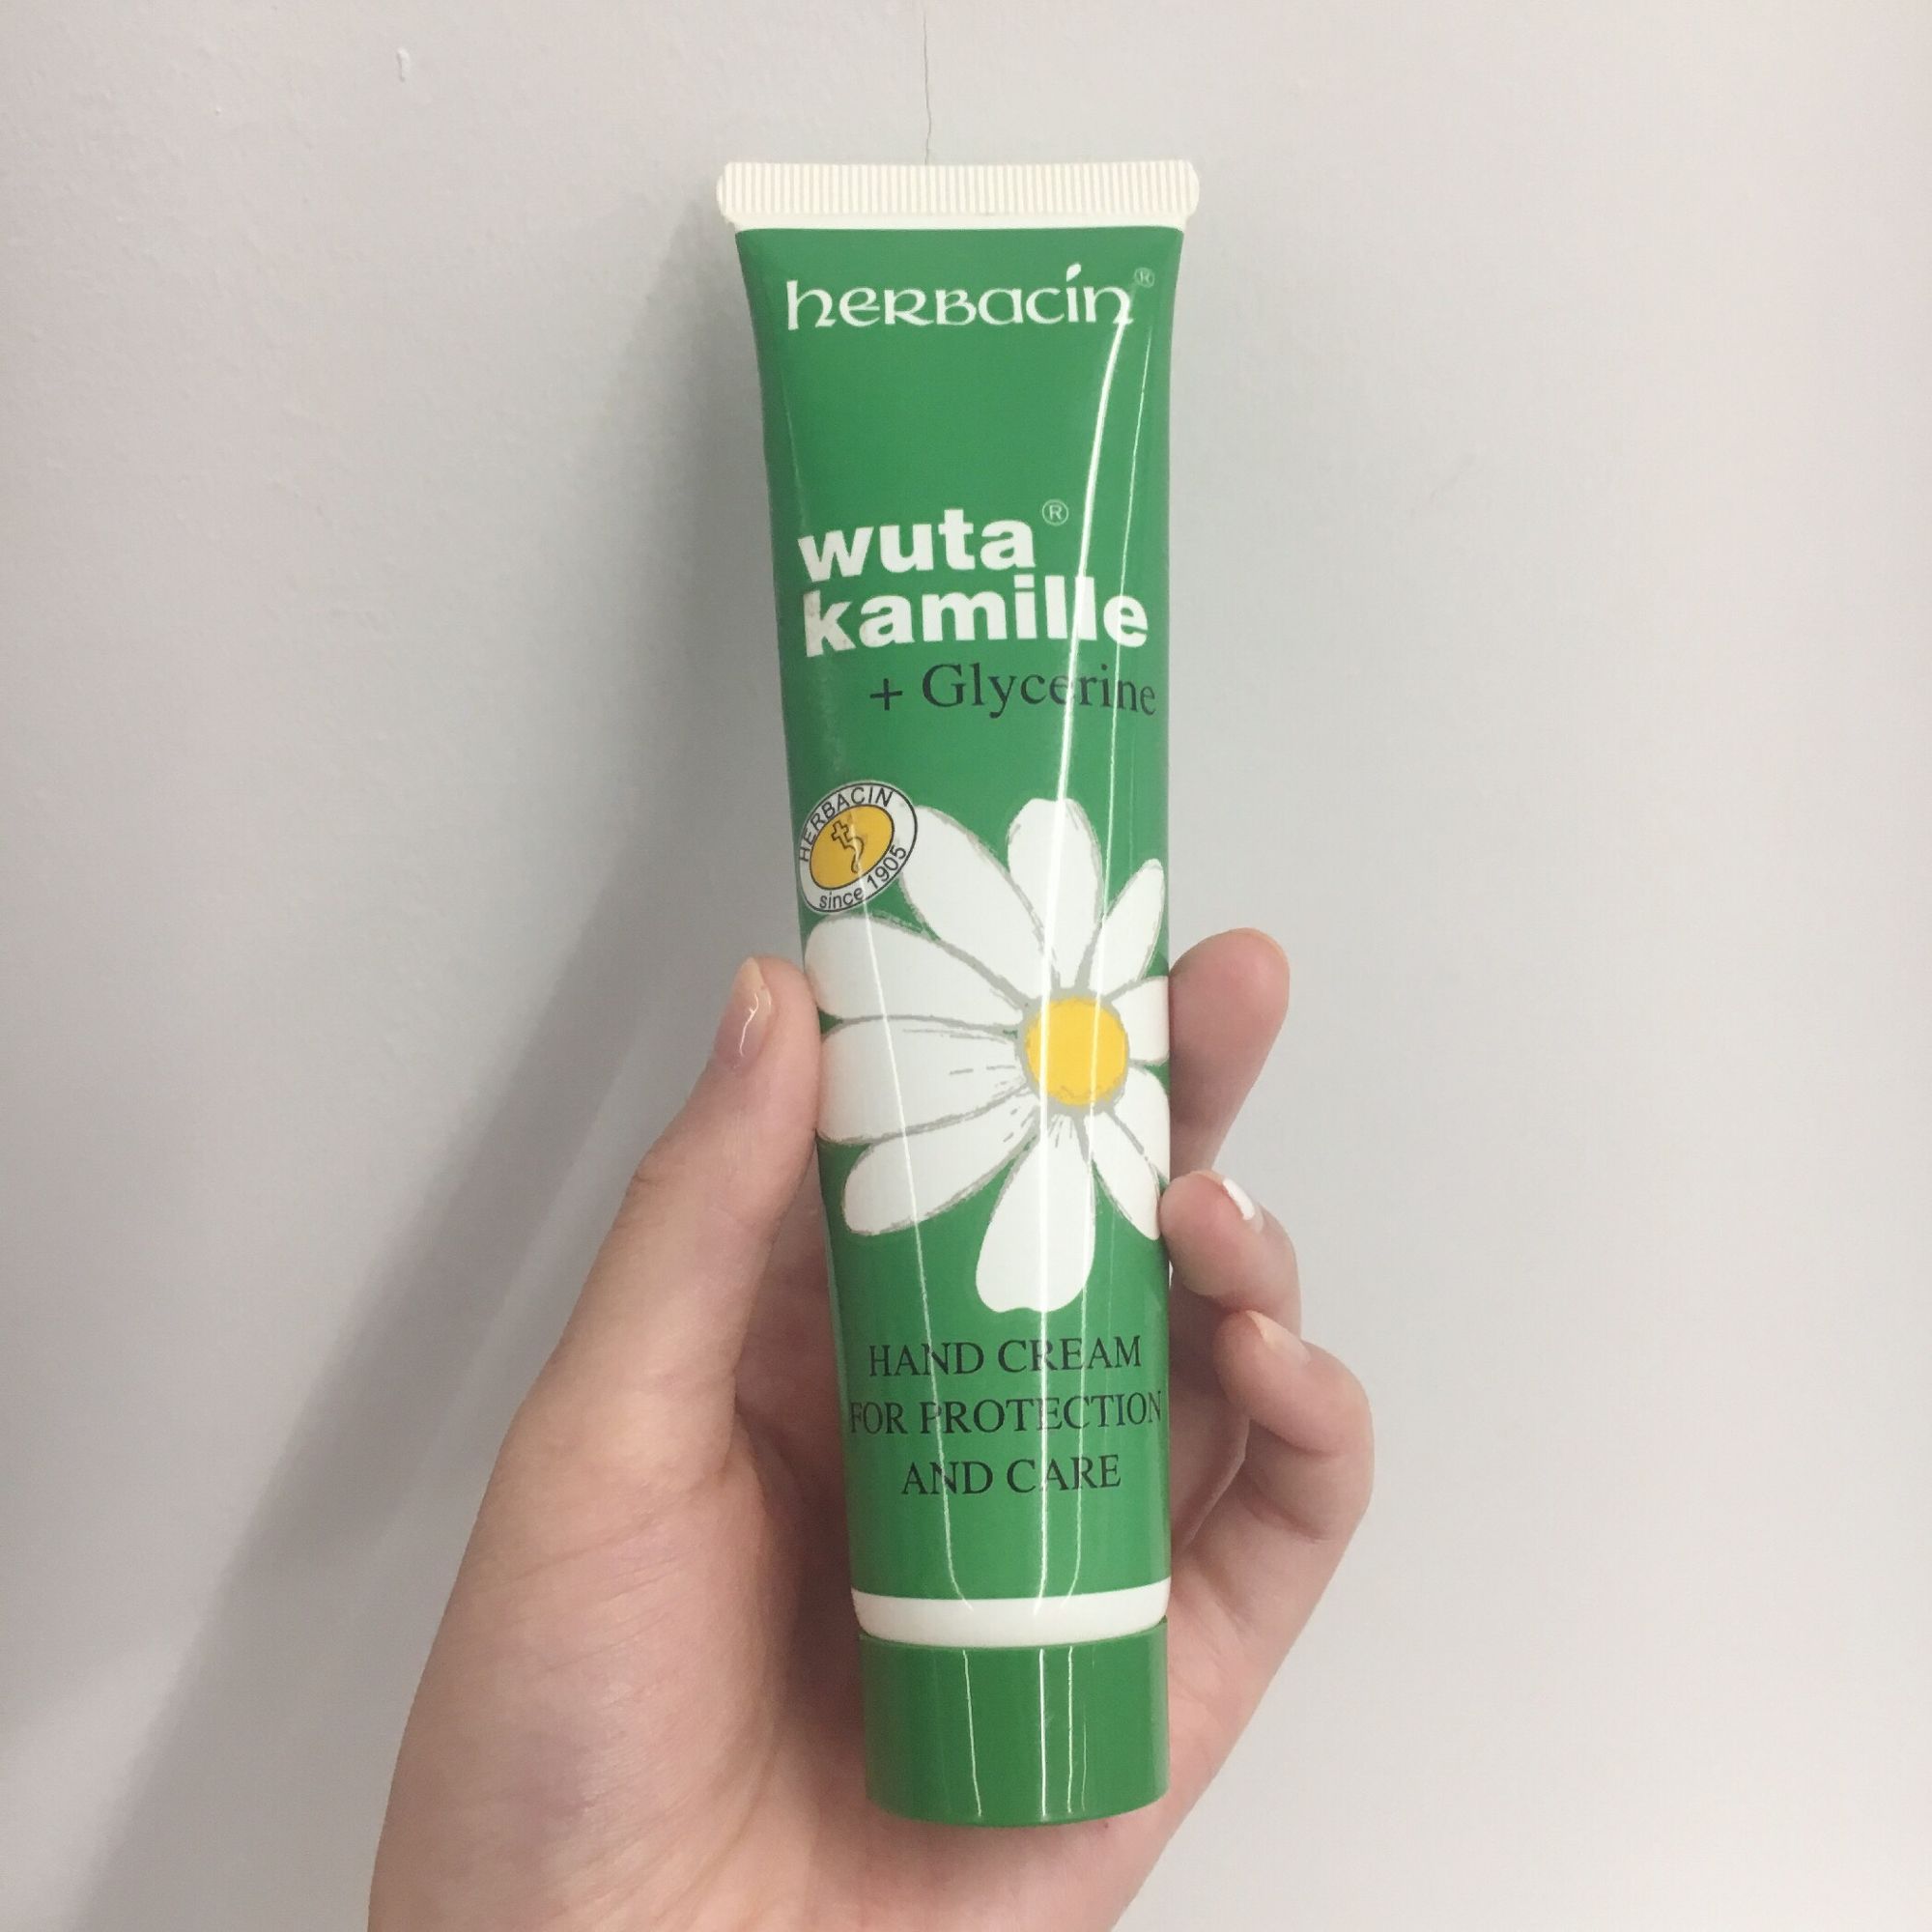 herbacin®
wuta®
kamille
+ Glycerine
HERBACIN
since 1905
HAND CREAM
FOR PROTECTION
AND CARE